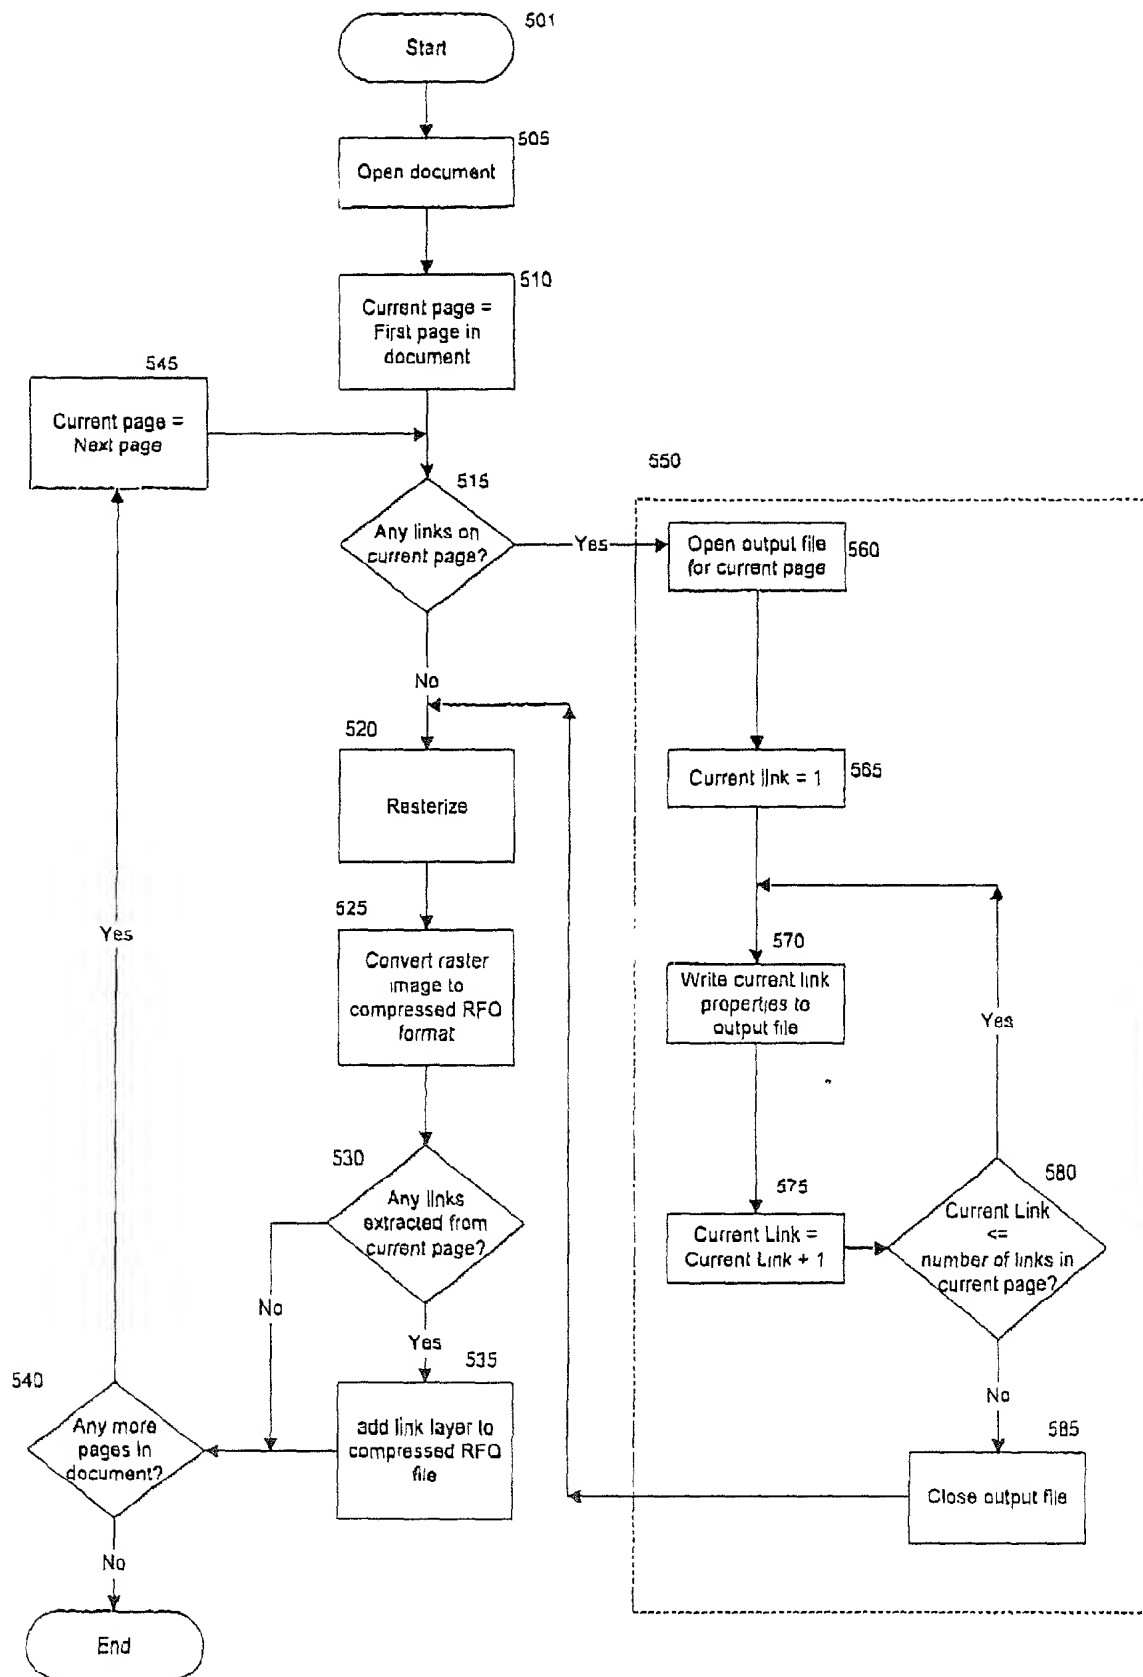 501
Start
505
Open document
510
Current page =
First page in
document
545
Current page =
Next page
515
Any links on
current page?
Yes
No
550
Open output file
for current page
560
Current link = 1
565
520
Rasterize
525
Convert raster
image to
compressed RFQ
format
570
Write current link
properties to
output file
Yes
Yes
575
Current Link =
Current Link + 1
580
Current Link
<=
number of links in
current page?
530
Any links
extracted from
current page?
No
Yes
No
535
add link layer to
compressed RFQ
file
540
Any more
pages in
document?
585
Close output file
No
End